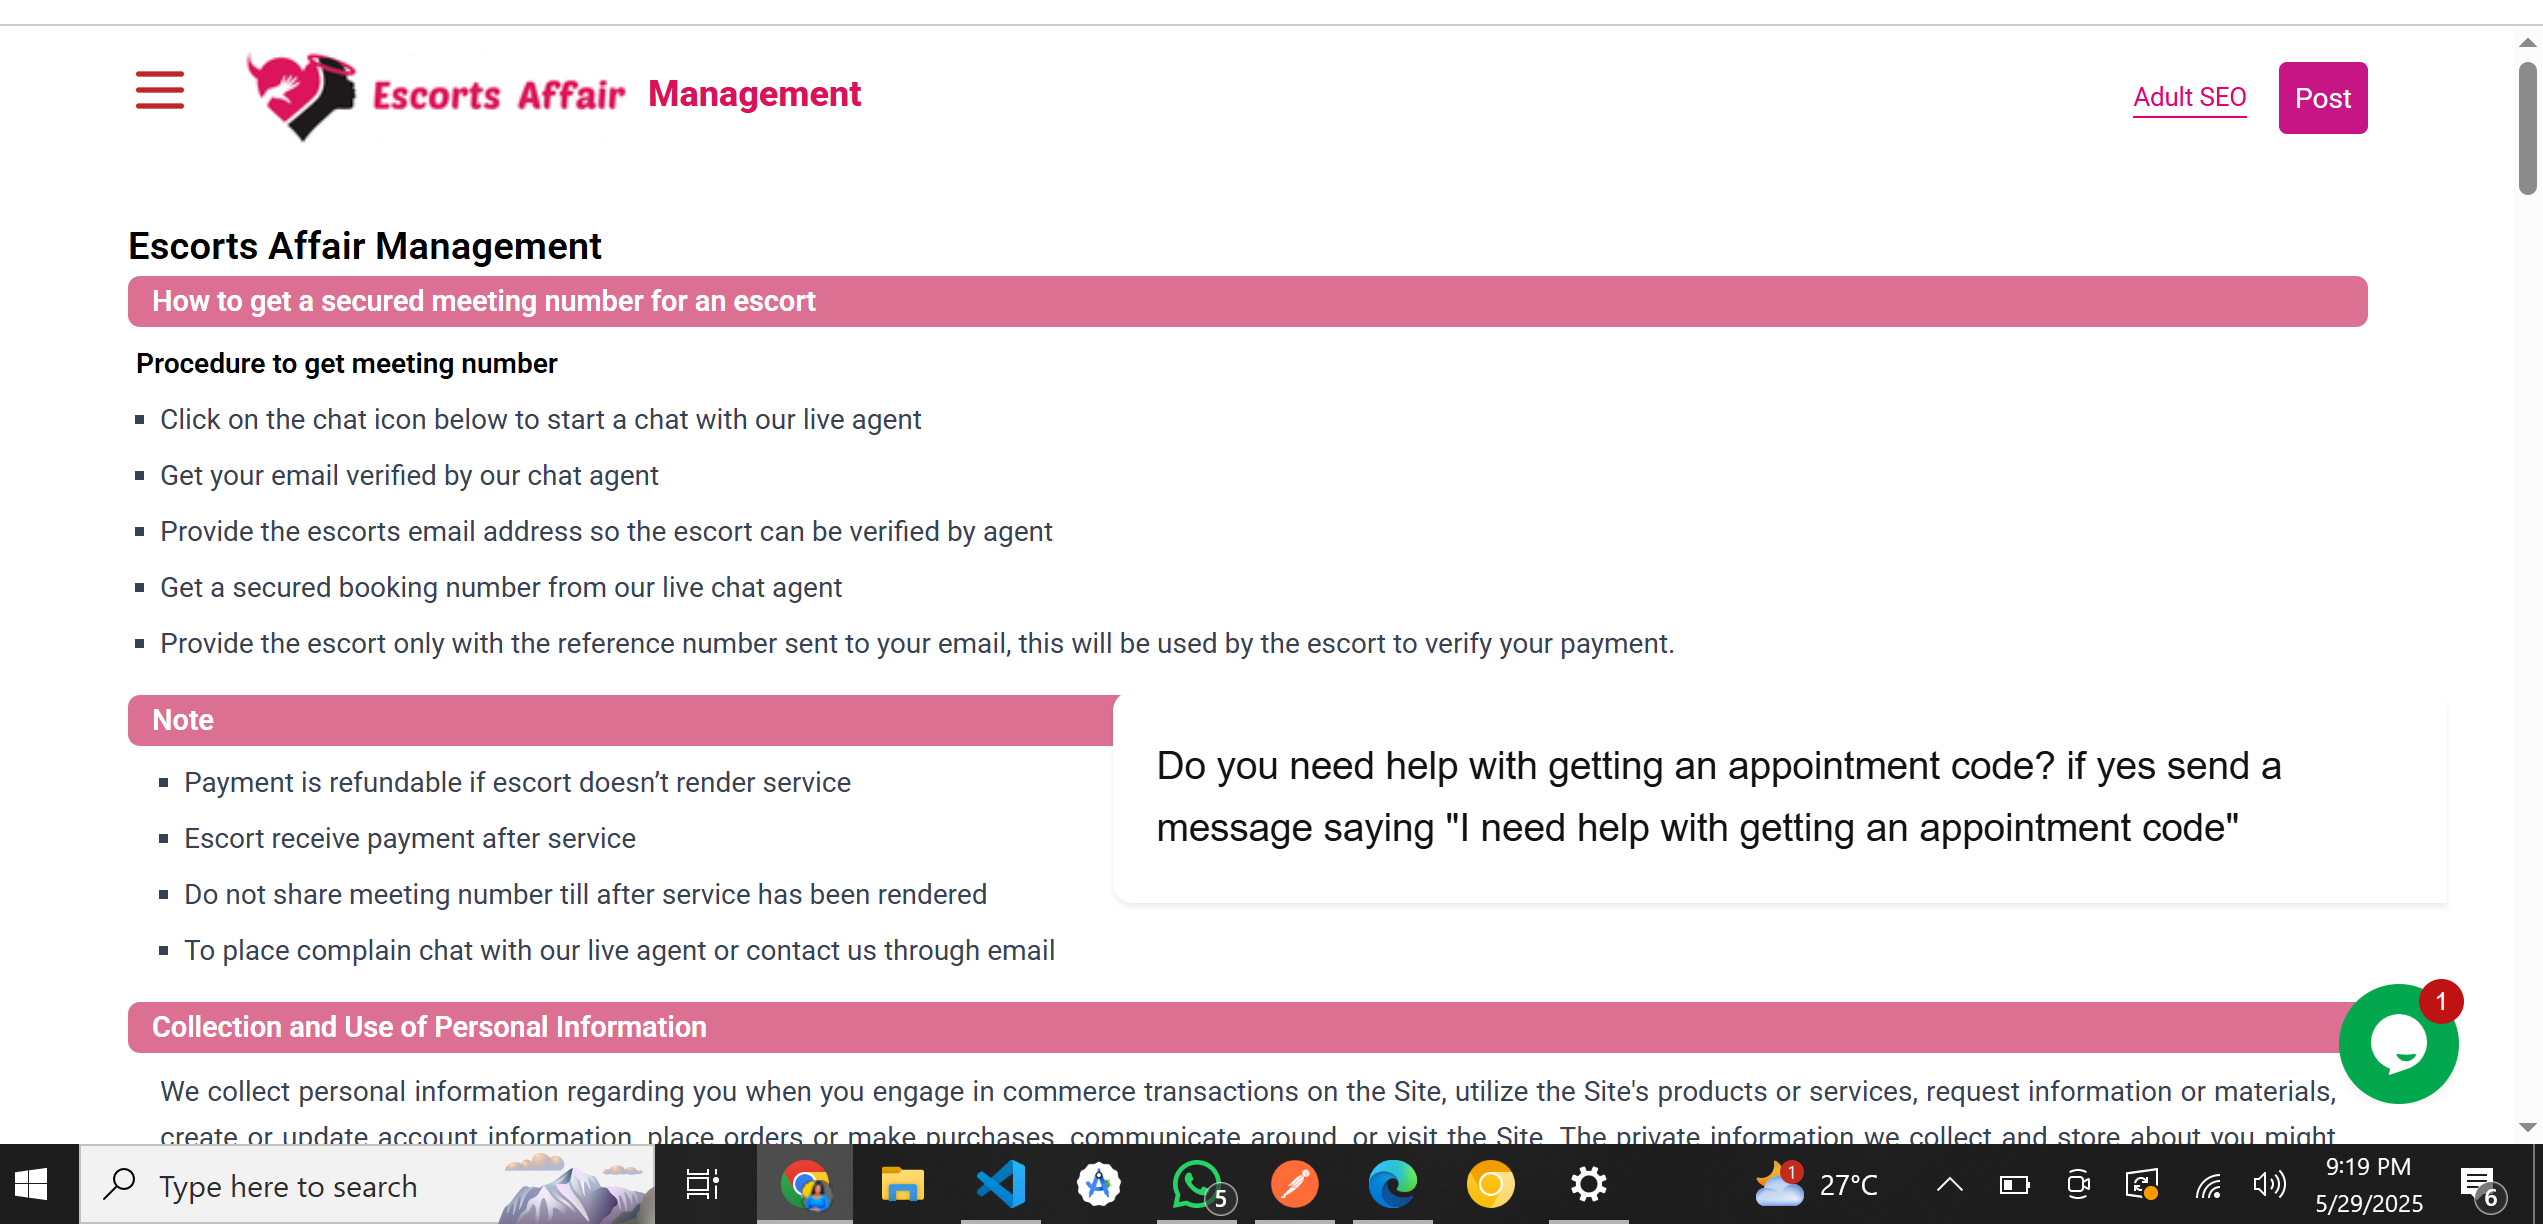 Escorts Affair Management
Adult SEO
Post
Escorts Affair Management
How to get a secured meeting number for an escort
Procedure to get meeting number
▪ Click on the chat icon below to start a chat with our live agent
▪ Get your email verified by our chat agent
▪ Provide the escorts email address so the escort can be verified by agent
▪ Get a secured booking number from our live chat agent
▪ Provide the escort only with the reference number sent to your email, this will be used by the escort to verify your payment.
Note
▪ Payment is refundable if escort doesn’t render service
▪ Escort receive payment after service
▪ Do not share meeting number till after service has been rendered
▪ To place complain chat with our live agent or contact us through email
Do you need help with getting an appointment code? if yes send a
message saying "I need help with getting an appointment code"
1
Collection and Use of Personal Information
We collect personal information regarding you when you engage in commerce transactions on the Site, utilize the Site's products or services, request information or materials,
create or update account information, place orders or make purchases, communicate around, or visit the Site. The private information we collect and store about you might
Type here to search
5
1
27°C
9:19 PM
5/29/2025
6